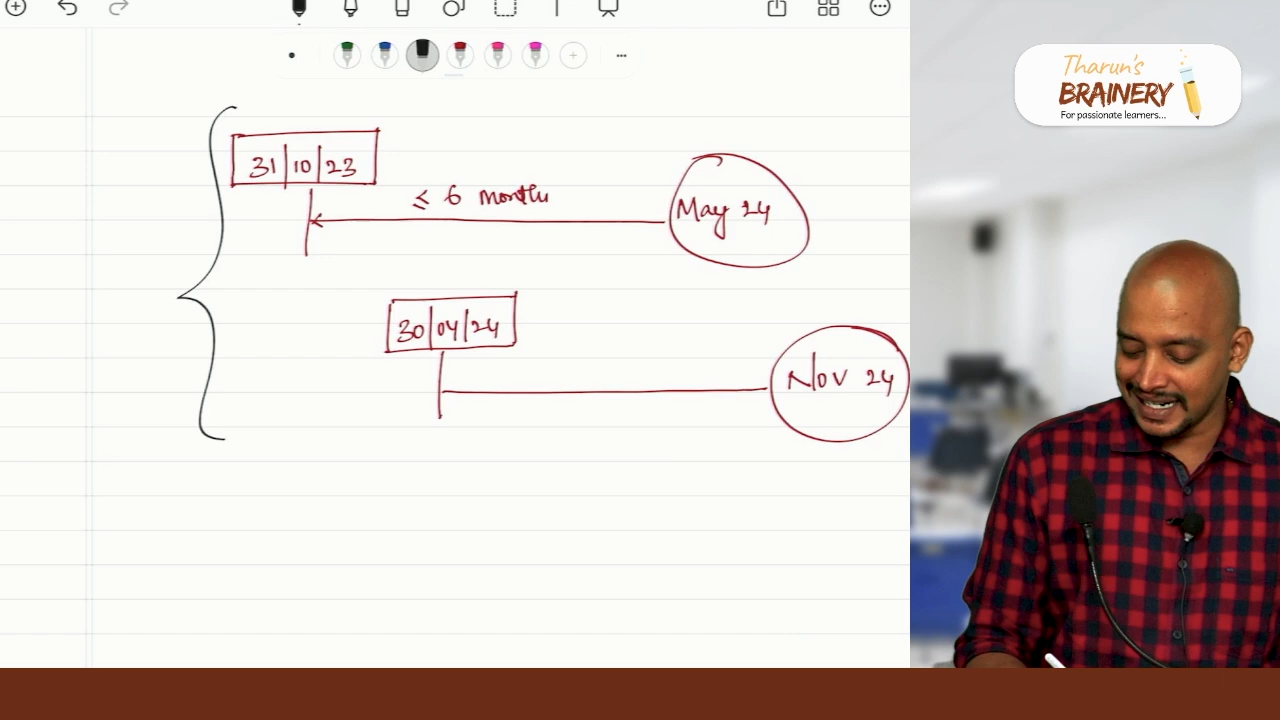 Tharun's
BRAINERY
For passionate learners...
31|10|23
≤ 6 months
May 24
30|04|24
Nov 24